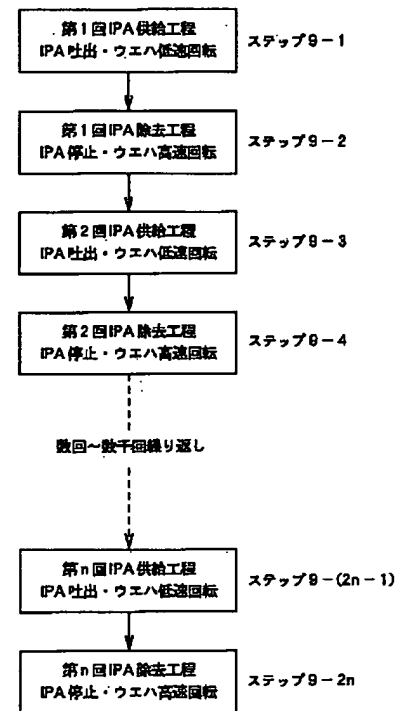 第1回IPA供給工程
IPA吐出・ウエハ低速回転
ステップ9－1
第1回IPA除去工程
IPA停止・ウエハ高速回転
ステップ9－2
第2回IPA供給工程
IPA吐出・ウエハ低速回転
ステップ9－3
第2回IPA除去工程
IPA停止・ウエハ高速回転
ステップ9－4
数回～数千回繰り返し
第n回IPA供給工程
IPA吐出・ウエハ低速回転
ステップ9－(2n－1)
第n回IPA除去工程
IPA停止・ウエハ高速回転
ステップ9－2n